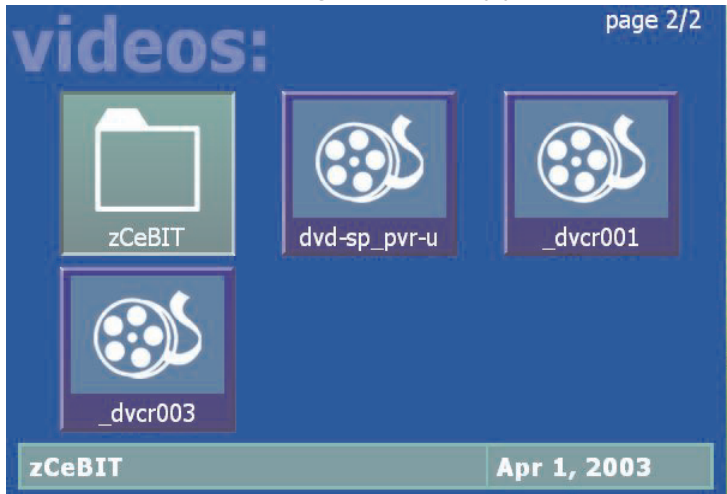 videos:
page 2/2
zCeBIT
dvd-sp_pvr-u
_dvcr001
_dvcr003
zCeBIT
Apr 1, 2003